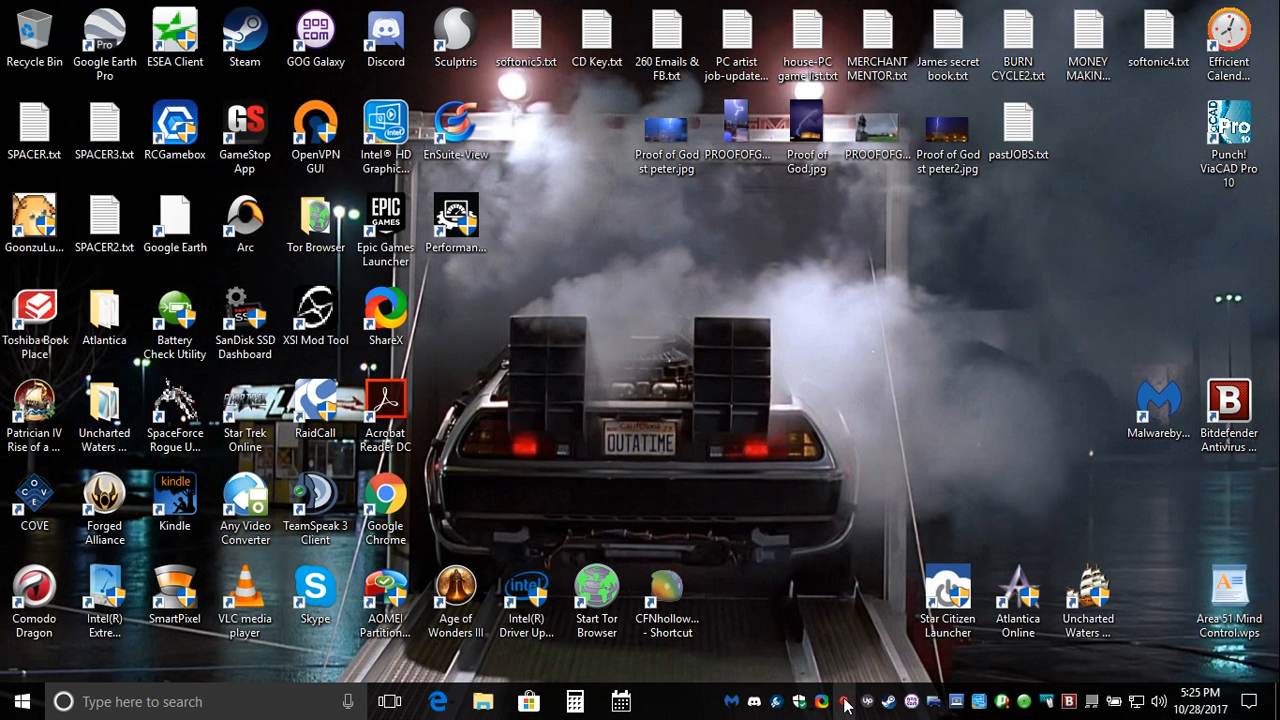 Recycle Bin
Google Earth
Pro
ESEA Client
Steam
GOG Galaxy
Discord
Sculptris
softonic5.txt
CD Key.txt
260 Emails &
FB.txt
PC artist
job-update...
house-PC
game list.txt
MERCHANT
MENTOR.txt
James secret
book.txt
BURN
CYCLE2.txt
MONEY
MAKIN...
softonic4.txt
Efficient
Calend...
SPACER.txt
SPACER3.txt
RCGamebox
GameStop
App
OpenVPN
GUI
Intel® HD
Graphic...
EnSuite-View
Proof of God
st peter.jpg
PROOFOFG...
Proof of
God.jpg
PROOFOFG...
Proof of God
st peter2.jpg
pastJOBS.txt
Punch!
ViaCAD Pro
10
GoonzuLu...
SPACER2.txt
Google Earth
Arc
Tor Browser
Epic Games
Launcher
Performan...
Toshiba Book
Place
Atlantica
Battery
Check Utility
SanDisk SSD
Dashboard
XSI Mod Tool
ShareX
OUTATIME
Patrician IV
Rise of a ...
Uncharted
Waters ...
SpaceForce
Rogue U...
Star Trek
Online
RaidCall
Acrobat
Reader DC
Malwareby...
Bitdefender
Antivirus ...
COVE
Forged
Alliance
Kindle
Any Video
Converter
TeamSpeak 3
Client
Google
Chrome
Comodo
Dragon
Intel(R)
Extre...
SmartPixel
VLC media
player
Skype
AOMEI
Partition...
Age of
Wonders III
Intel(R)
Driver Up...
Start Tor
Browser
CFNhollow...
- Shortcut
Star Citizen
Launcher
Atlantica
Online
Uncharted
Waters ...
Area 51 Mind
Control.wps
Type here to search
5:25 PM
10/28/2017